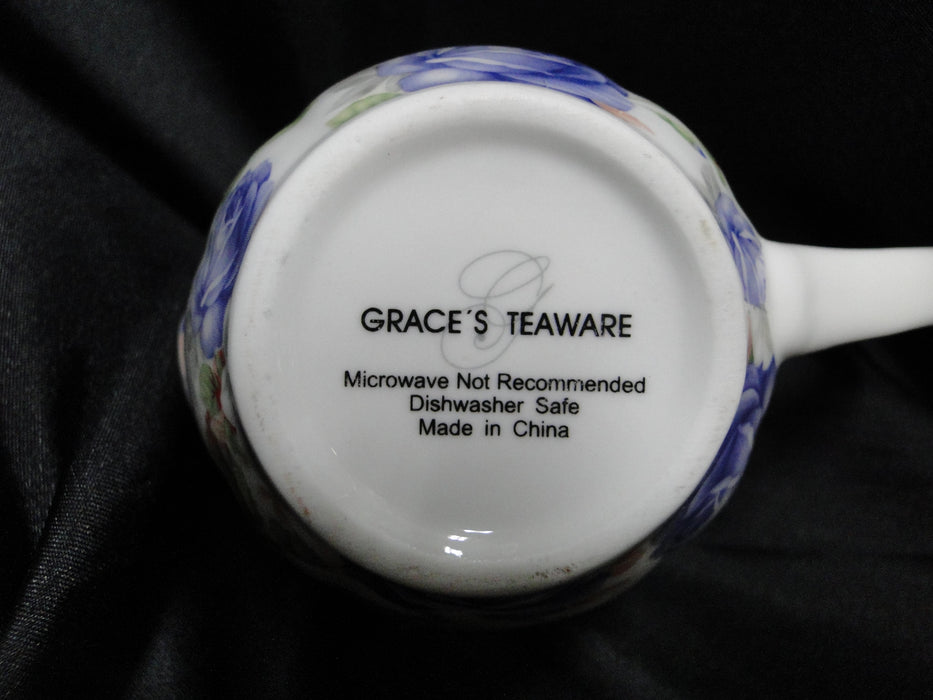 G
GRACE´S TEAWARE
Microwave Not Recommended
Dishwasher Safe
Made in China